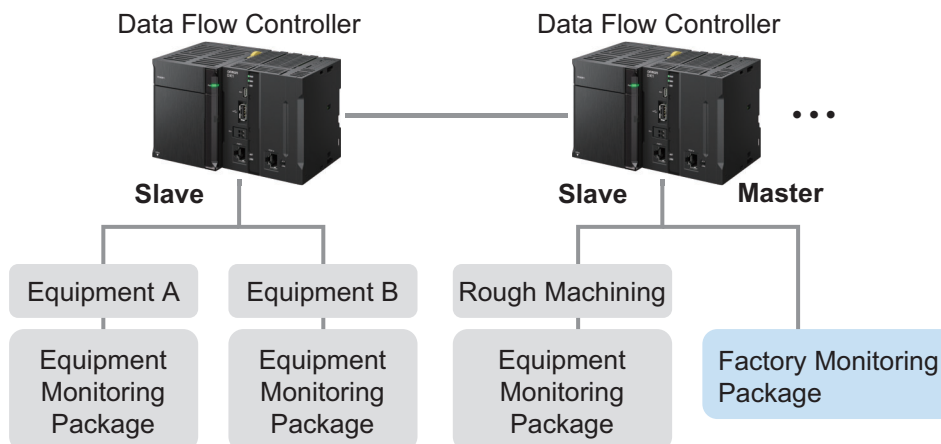 Data Flow Controller
Data Flow Controller
Slave
Slave
Master
Equipment A
Equipment B
Rough Machining
Equipment
Monitoring
Package
Equipment
Monitoring
Package
Equipment
Monitoring
Package
Factory Monitoring
Package